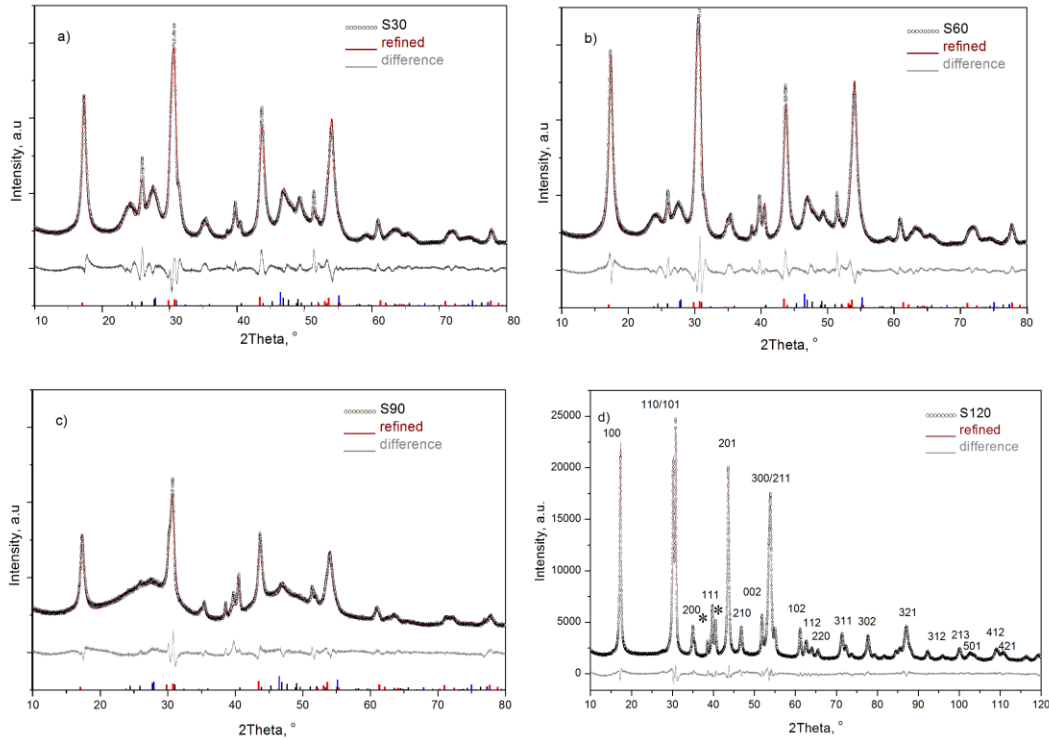 a)
S30
refined
difference
Intensity, a.u
10 20 30 40 50 60 70 80
2Theta, °
b)
S60
refined
difference
Intensity, a.u
10 20 30 40 50 60 70 80
2Theta, °
c)
S90
refined
difference
Intensity, a.u
10 20 30 40 50 60 70 80
2Theta, °
d)
S120
refined
difference
Intensity, a.u.
25000
20000
15000
10000
5000
0
100
110/101
200
*
111
*
201
210
002
300/211
102
112
220
311
302
321
312
213
501
412
421
10 20 30 40 50 60 70 80 90 100 110 120
2Theta, °